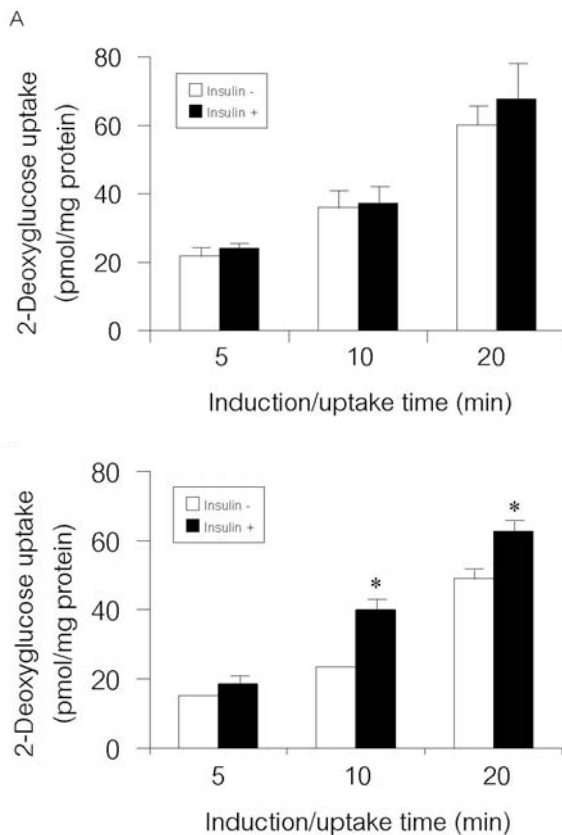 A
80
60
40
20
0
2-Deoxyglucose uptake
(pmol/mg protein)
Insulin -
Insulin +
5 10 20
Induction/uptake time (min)
80
60
40
20
0
2-Deoxyglucose uptake
(pmol/mg protein)
Insulin -
Insulin +
*
*
5 10 20
Induction/uptake time (min)